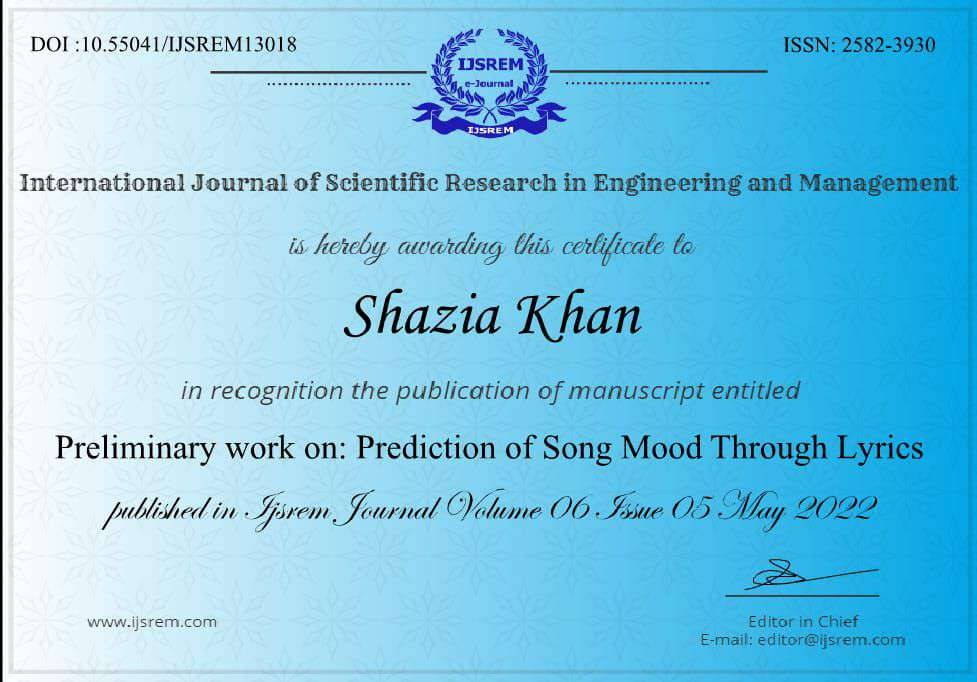 DOI :10.55041/IJSREM13018
ISSN: 2582-3930
IJSREM
e-Journal
IJSREM
International Journal of Scientific Research in Engineering and Management
is hereby awarding this certificate to
Shazia Khan
in recognition the publication of manuscript entitled
Preliminary work on: Prediction of Song Mood Through Lyrics
published in Ijsrem Journal Volume 06 Issue 05 May 2022
www.ijsrem.com
Editor in Chief
E-mail: editor@ijsrem.com